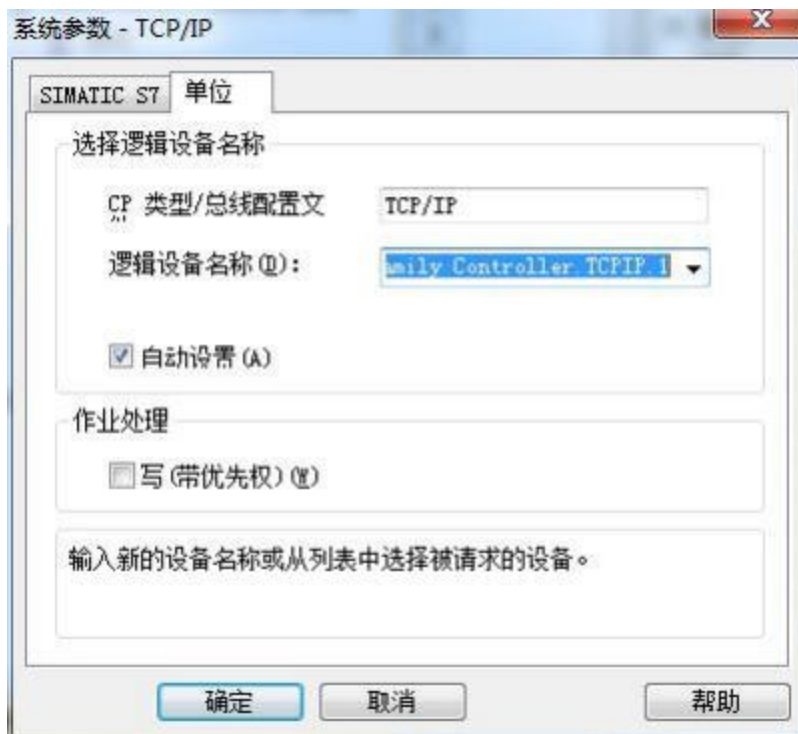 系统参数 - TCP/IP
SIMATIC S7
单位
选择逻辑设备名称
CP 类型/总线配置文
TCP/IP
逻辑设备名称(D):
amily Controller TCPIP.1
自动设置(A)
作业处理
写(带优先权)(W)
输入新的设备名称或从列表中选择被请求的设备。
确定
取消
帮助